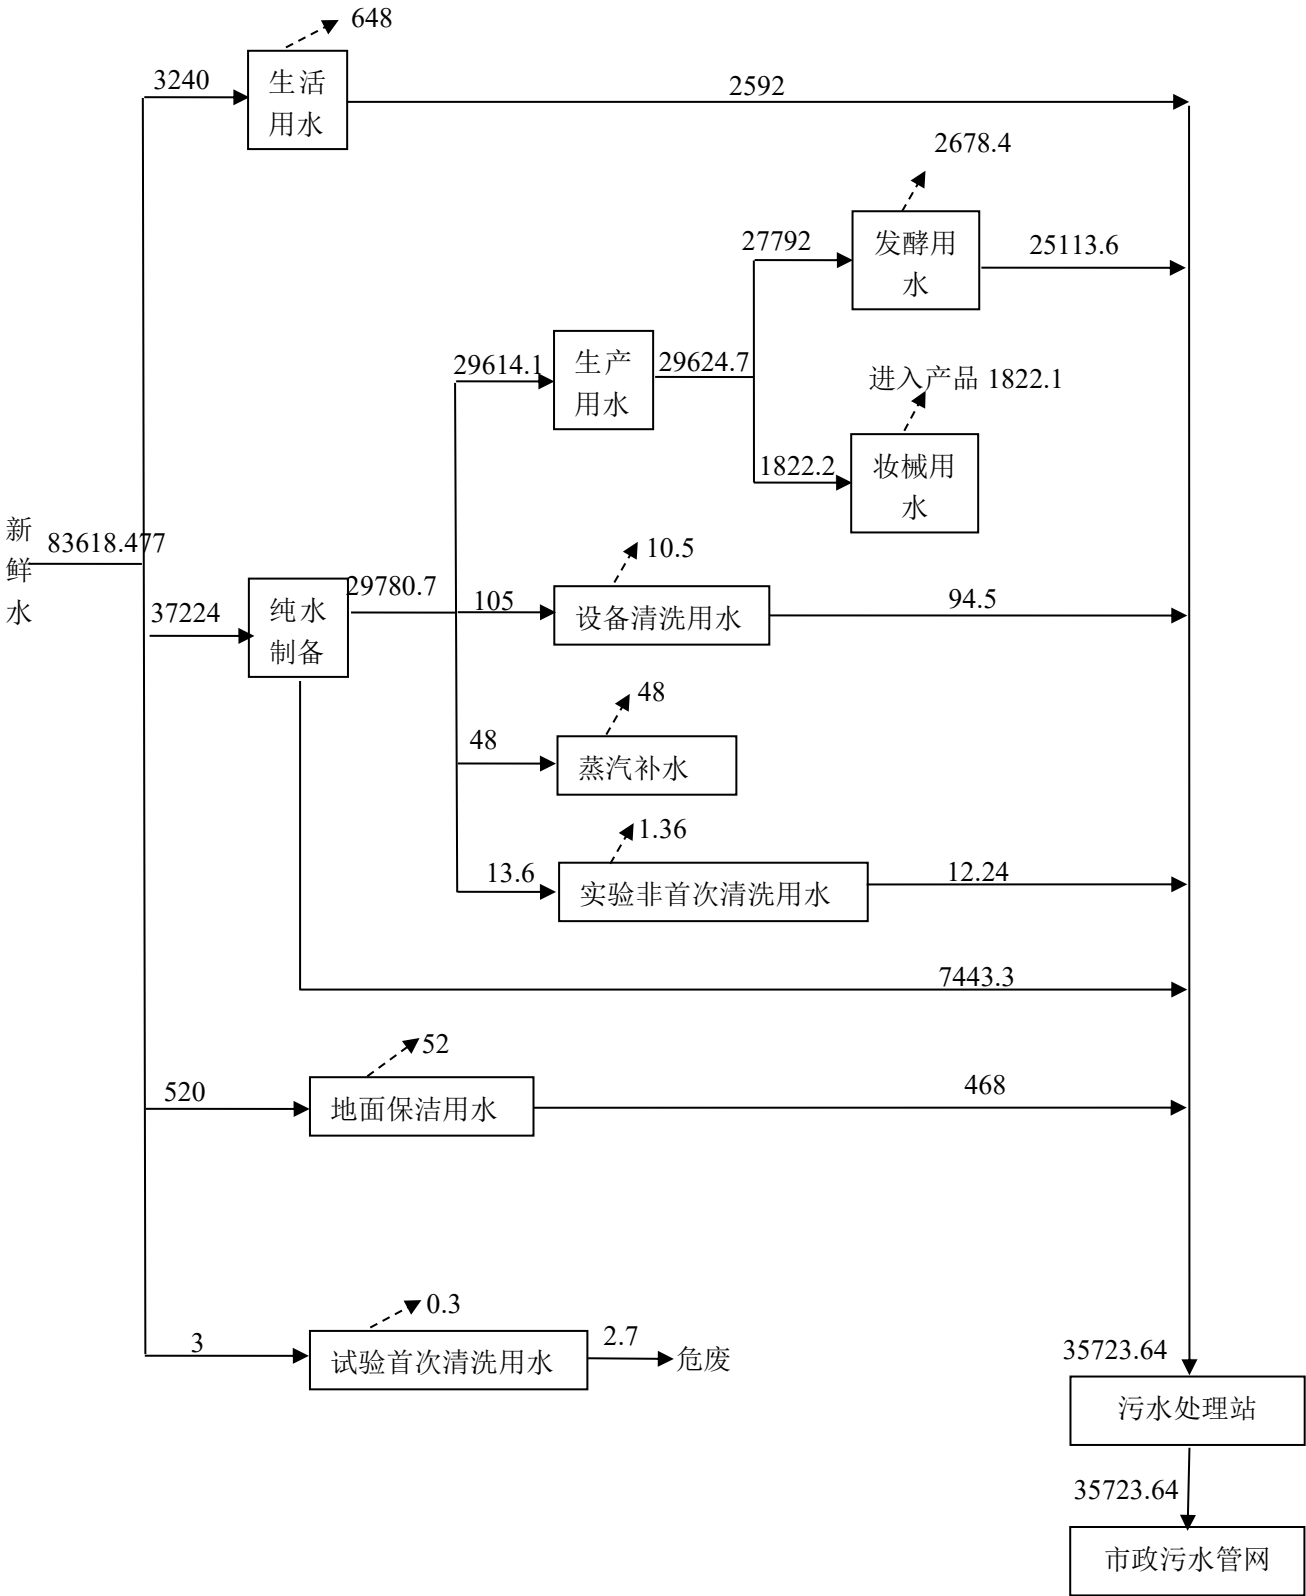 648
3240
生活
用水
2592
2678.4
27792
发酵用
水
25113.6
29614.1
生产
用水
29624.7
进入产品 1822.1
1822.2
妆械用
水
新
鲜
水
83618.477
37224
纯水
制备
29780.7
105
10.5
设备清洗用水
94.5
48
48
蒸汽补水
1.36
13.6
实验非首次清洗用水
12.24
7443.3
52
520
地面保洁用水
468
0.3
3
试验首次清洗用水
2.7
危废
35723.64
污水处理站
35723.64
市政污水管网